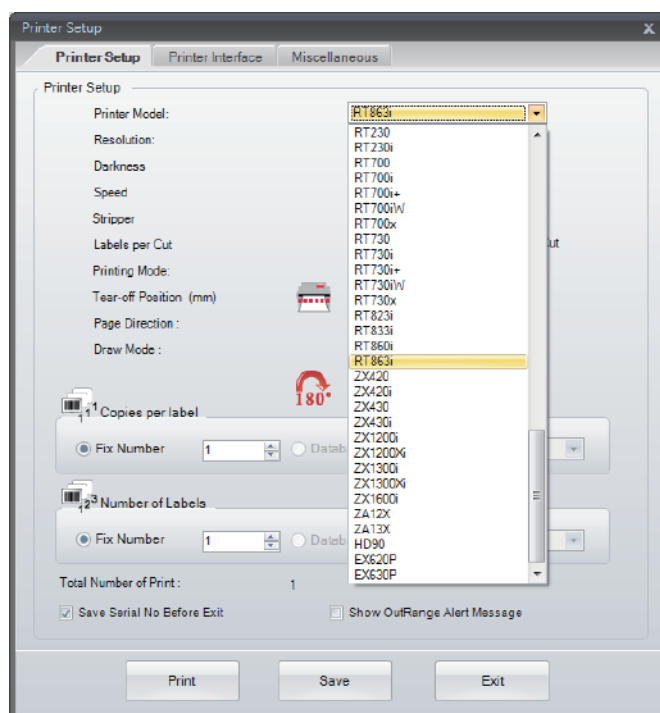 Printer Setup
x
Printer Setup Printer Interface Miscellaneous
Printer Setup
Printer Model: RT863i
Resolution:
Darkness
Speed
Stripper
Labels per Cut
Printing Mode:
Tear-off Position (mm)
Page Direction :
Draw Mode :
RT230
RT230i
RT700
RT700i
RT700i+
RT700iW
RT700x
RT730
RT730i
RT730i+
RT730iW
RT730x
RT823i
RT833i
RT860i
RT863i
ZX420
ZX420i
ZX430
ZX430i
ZX1200i
ZX1200Xi
ZX1300i
ZX1300Xi
ZX1600i
ZA12X
ZA13X
HD90
EX620P
EX630P
180°
1 1 1 Copies per label
Fix Number 1 Datab
1 2 3 Number of Labels
Fix Number 1 Datab
Total Number of Print : 1
Save Serial No Before Exit Show OutRange Alert Message
Print Save Exit